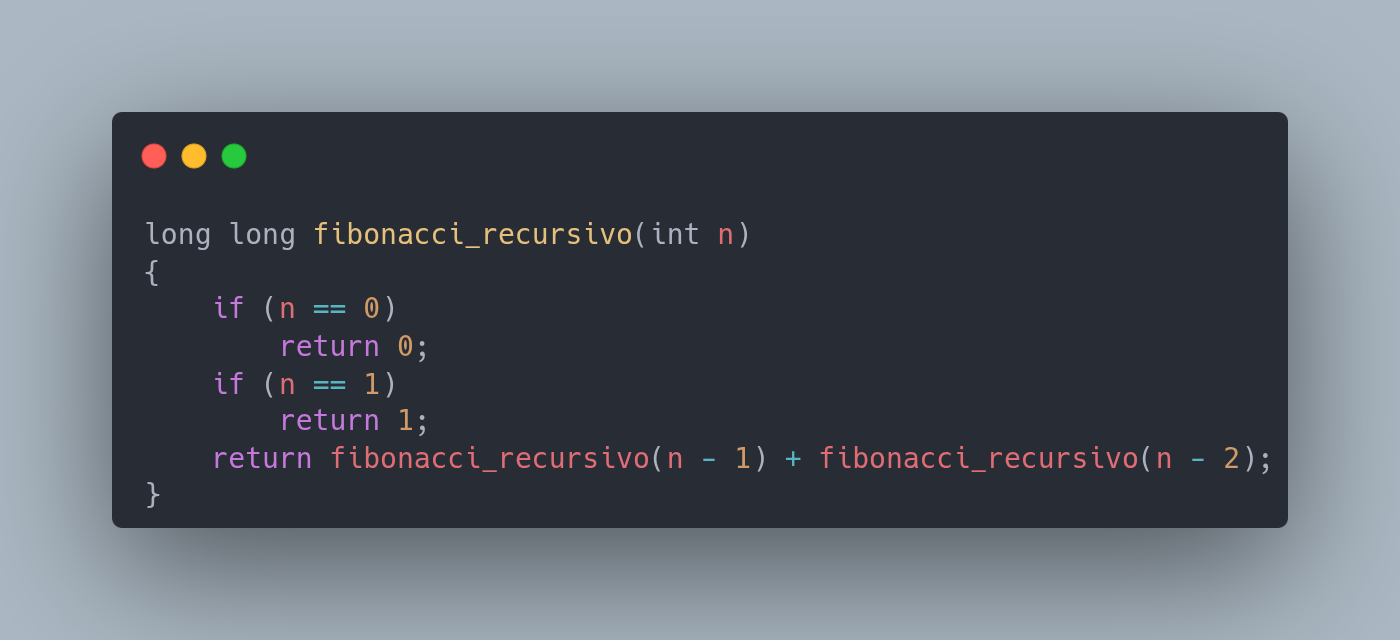 long long fibonacci_recursivo(int n)
{
    if (n == 0)
        return 0;
    if (n == 1)
        return 1;
    return fibonacci_recursivo(n - 1) + fibonacci_recursivo(n - 2);
}